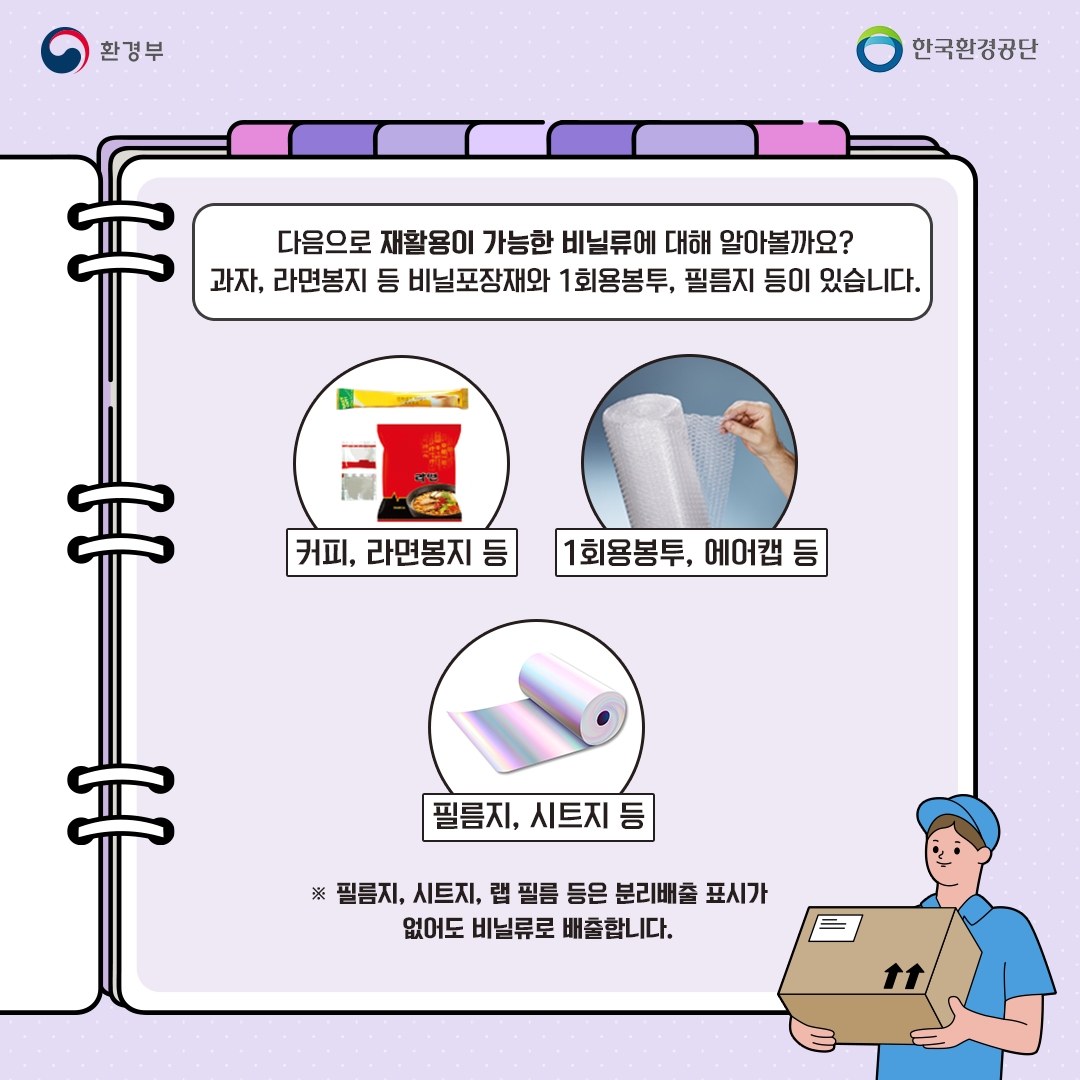 환경부
한국환경공단
다음으로 재활용이 가능한 비닐류에 대해 알아볼까요?
과자, 라면봉지 등 비닐포장재와 1회용봉투, 필름지 등이 있습니다.
라면
커피, 라면봉지 등
1회용봉투, 에어캡 등
필름지, 시트지 등
※ 필름지, 시트지, 랩 필름 등은 분리배출 표시가
없어도 비닐류로 배출합니다.